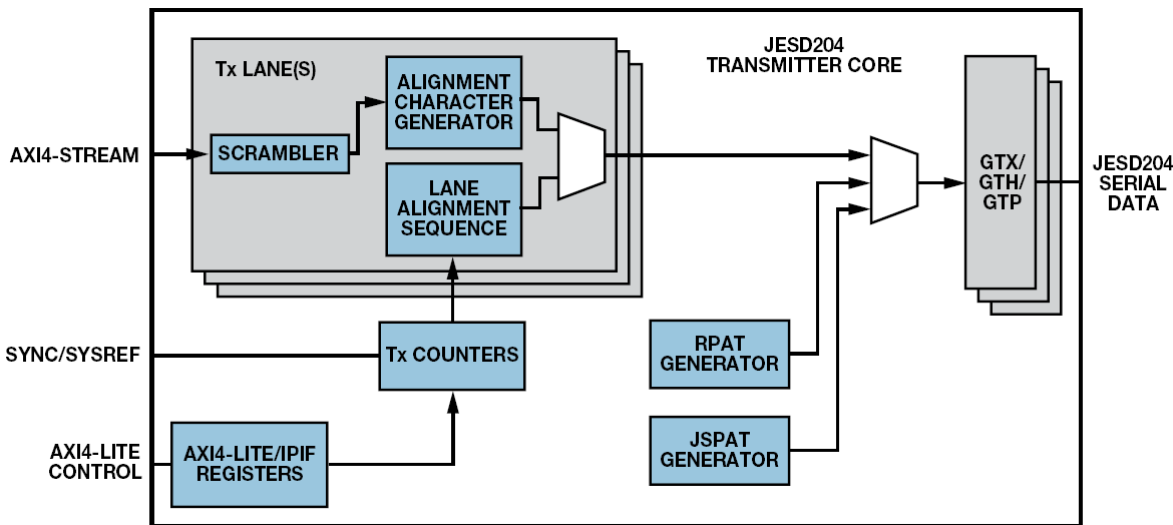 JESD204
TRANSMITTER CORE
Tx LANE(S)
ALIGNMENT
CHARACTER
GENERATOR
SCRAMBLER
AXI4-STREAM
LANE
ALIGNMENT
SEQUENCE
GTX/
GTH/
GTP
JESD204
SERIAL
DATA
SYNC/SYSREF
Tx COUNTERS
RPAT
GENERATOR
AXI4-LITE
CONTROL
AXI4-LITE/IPIF
REGISTERS
JSPAT
GENERATOR